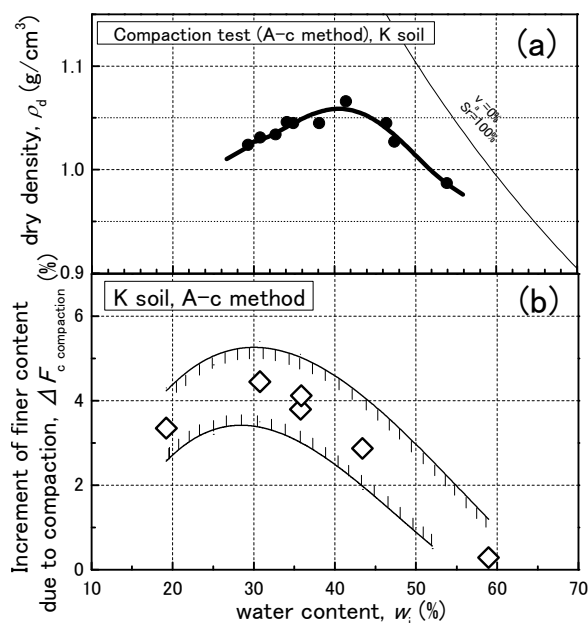 Compaction test (A-c method), K soil
(a)
1.1
1.0
0.9
dry density, ρd (g/cm³)
va=0%
Sr=100%
K soil, A-c method
(b)
6
4
2
0
Increment of finer content
due to compaction, ΔFc compaction (%)
10 20 30 40 50 60 70
water content, wi (%)